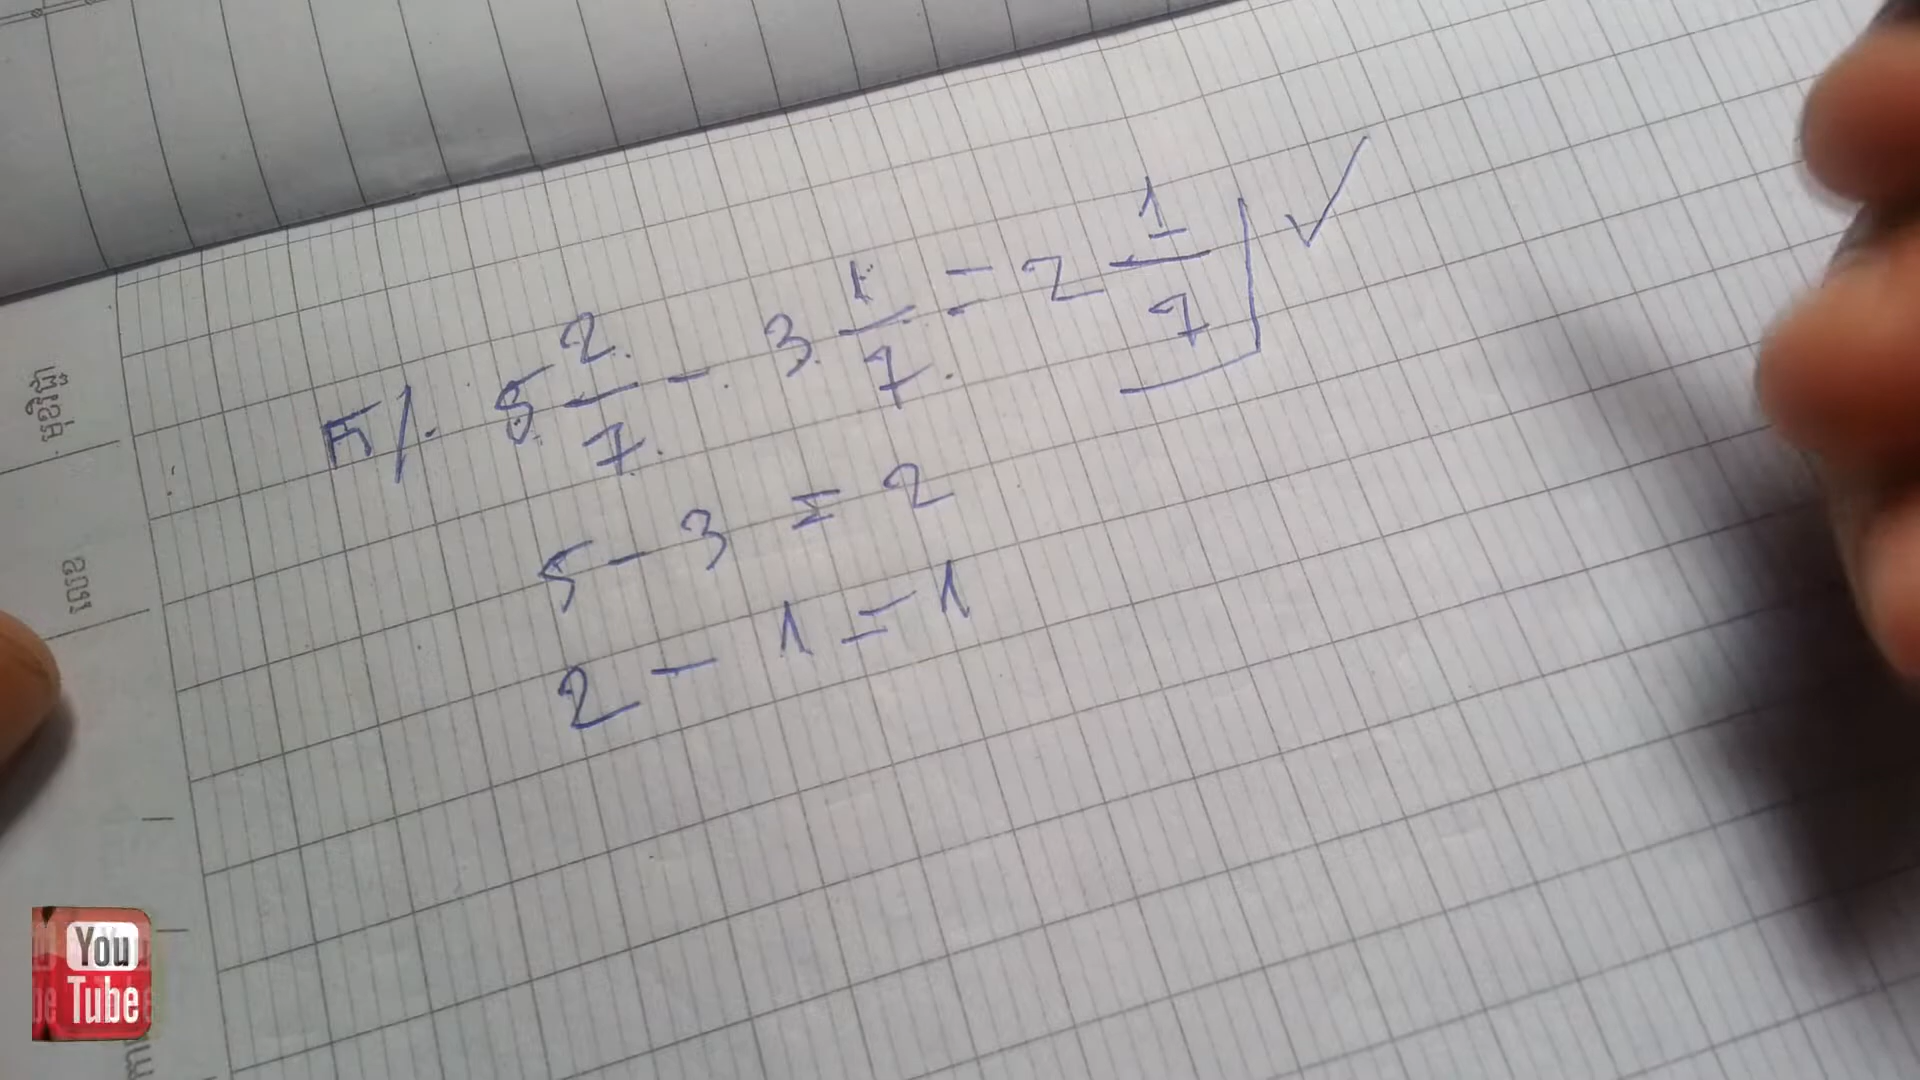 ក/. 5 2/7 - 3 1/7 = 2 1/7 ✓
5 - 3 = 2
2 - 1 = 1
You
Tube